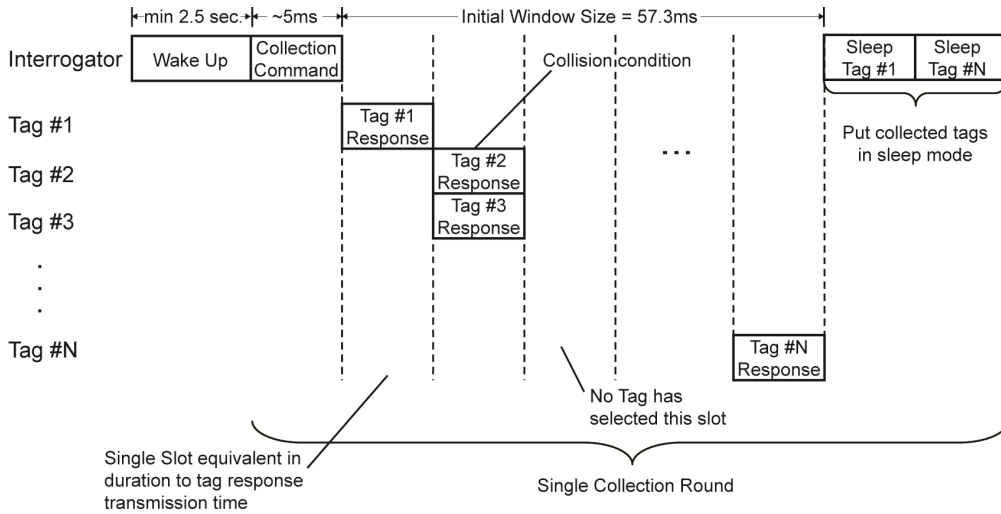 min 2.5 sec.
~5ms
Initial Window Size = 57.3ms
Interrogator
Wake Up
Collection
Command
Sleep
Tag #1
Sleep
Tag #N
Collision condition
Put collected tags
in sleep mode
Tag #1
Tag #1
Response
Tag #2
Tag #2
Response
...
Tag #3
Tag #3
Response
.
.
.
Tag #N
Tag #N
Response
No Tag has
selected this slot
Single Slot equivalent in
duration to tag response
transmission time
Single Collection Round